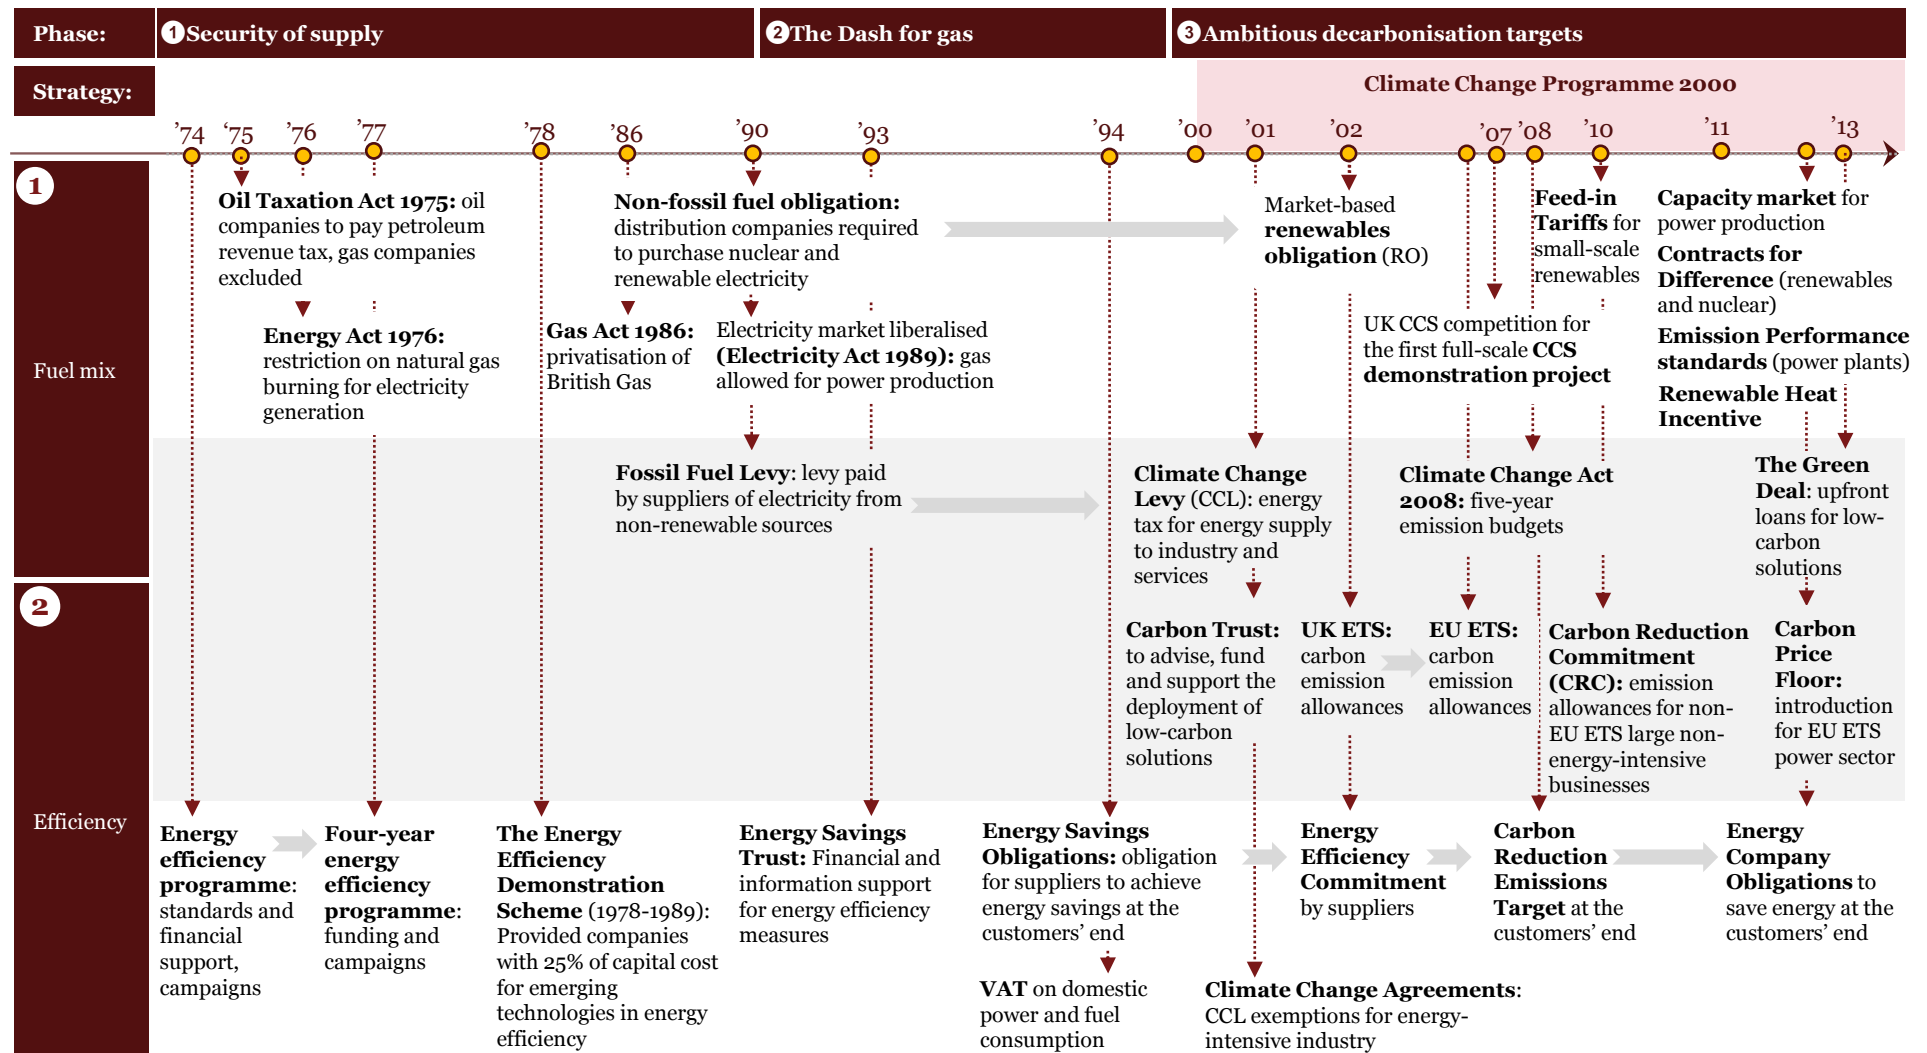 Phase:
1 Security of supply
2 The Dash for gas
3 Ambitious decarbonisation targets
Strategy:
Climate Change Programme 2000
’74 ‘75 ’76 ’77 ’78 ’86 ’90 ’93 ’94 ’00 ’01 ’02 ’07 ’08 ’10 ’11 ’13
1
Fuel mix
Oil Taxation Act 1975: oil
companies to pay petroleum
revenue tax, gas companies
excluded
Energy Act 1976:
restriction on natural gas
burning for electricity
generation
Non-fossil fuel obligation:
distribution companies required
to purchase nuclear and
renewable electricity
Gas Act 1986:
privatisation of
British Gas
Electricity market liberalised
(Electricity Act 1989): gas
allowed for power production
Market-based
renewables
obligation (RO)
UK CCS competition for
the first full-scale CCS
demonstration project
Feed-in
Tariffs for
small-scale
renewables
Capacity market for
power production
Contracts for
Difference (renewables
and nuclear)
Emission Performance
standards (power plants)
Renewable Heat
Incentive
Fossil Fuel Levy: levy paid
by suppliers of electricity from
non-renewable sources
Climate Change
Levy (CCL): energy
tax for energy supply
to industry and
services
Climate Change Act
2008: five-year
emission budgets
The Green
Deal: upfront
loans for low-
carbon
solutions
2
Efficiency
Carbon Trust:
to advise, fund
and support the
deployment of
low-carbon
solutions
UK ETS:
carbon
emission
allowances
EU ETS:
carbon
emission
allowances
Carbon Reduction
Commitment
(CRC): emission
allowances for non-
EU ETS large non-
energy-intensive
businesses
Carbon
Price
Floor:
introduction
for EU ETS
power sector
Energy
efficiency
programme:
standards and
financial
support,
campaigns
Four-year
energy
efficiency
programme:
funding and
campaigns
The Energy
Efficiency
Demonstration
Scheme (1978-1989):
Provided companies
with 25% of capital cost
for emerging
technologies in energy
efficiency
Energy Savings
Trust: Financial and
information support
for energy efficiency
measures
Energy Savings
Obligations: obligation
for suppliers to achieve
energy savings at the
customers’ end
VAT on domestic
power and fuel
consumption
Energy
Efficiency
Commitment
by suppliers
Climate Change Agreements:
CCL exemptions for energy-
intensive industry
Carbon
Reduction
Emissions
Target at the
customers’ end
Energy
Company
Obligations to
save energy at the
customers’ end